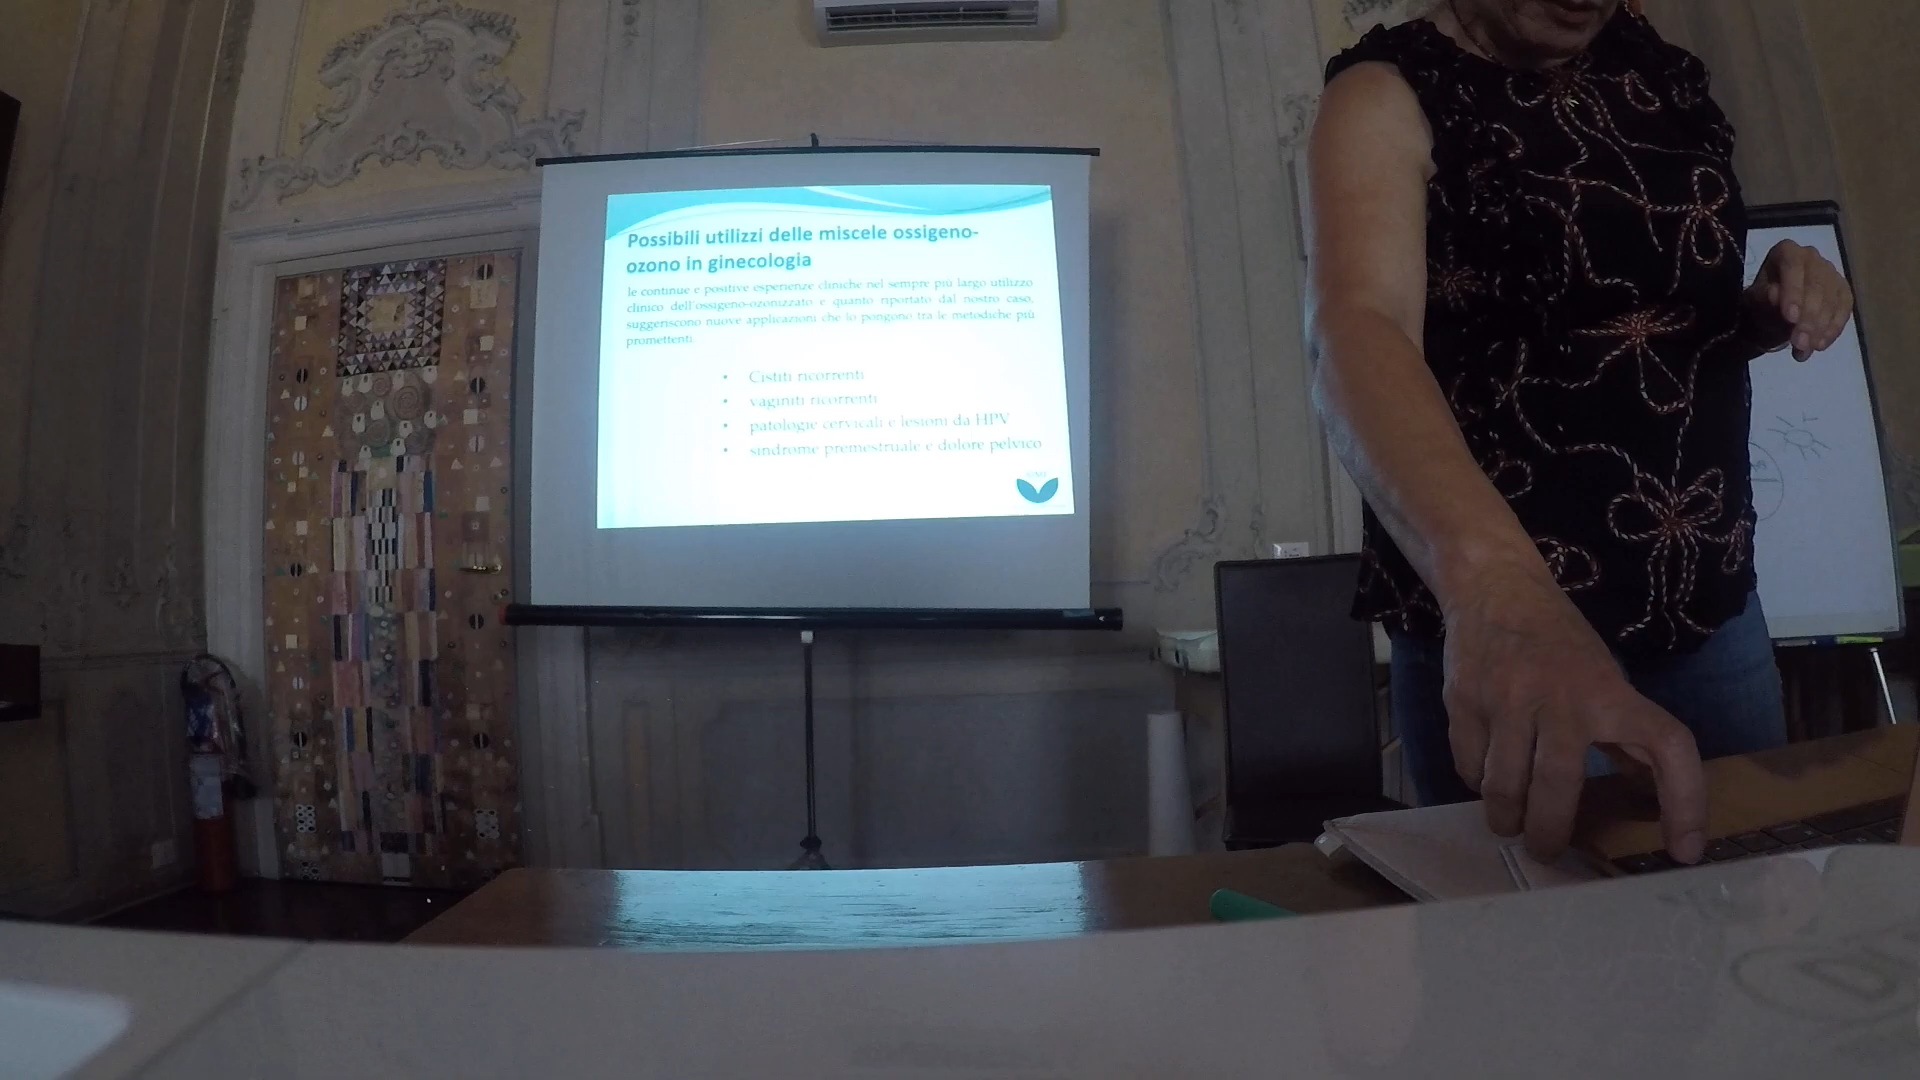 Possibili utilizzi delle miscele ossigeno-
ozono in ginecologia
le continue e positive esperienze cliniche nel sempre più largo utilizzo
clinico dell'ossigeno-ozonizzato e quanto riportato dal nostro caso,
suggeriscono nuove applicazioni che lo pongono tra le metodiche più
promettenti.
• Cistiti ricorrenti
• vaginiti ricorrenti
• patologie cervicali e lesioni da HPV
• sindrome premestruale e dolore pelvico